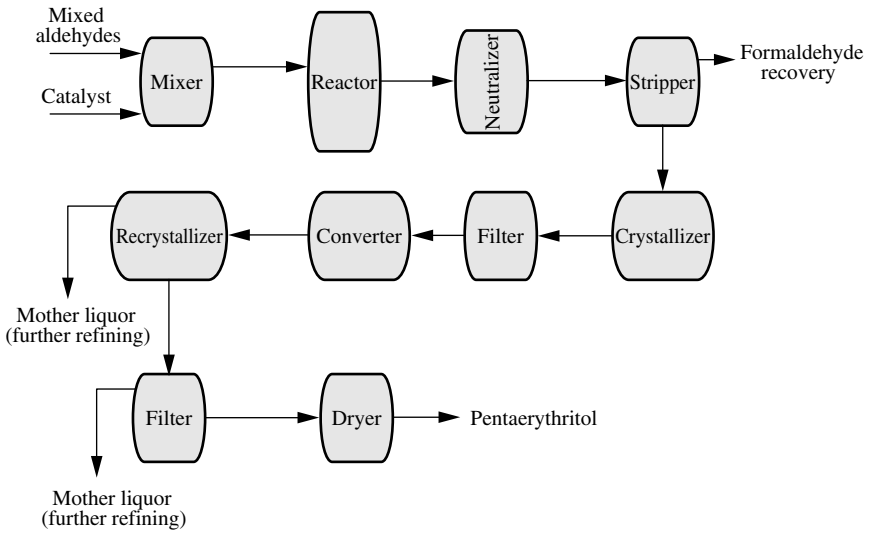 Mixed
aldehydes
Catalyst
Mixer
Reactor
Neutralizer
Stripper
Formaldehyde
recovery
Recrystallizer
Converter
Filter
Crystallizer
Mother liquor
(further refining)
Filter
Dryer
Pentaerythritol
Mother liquor
(further refining)